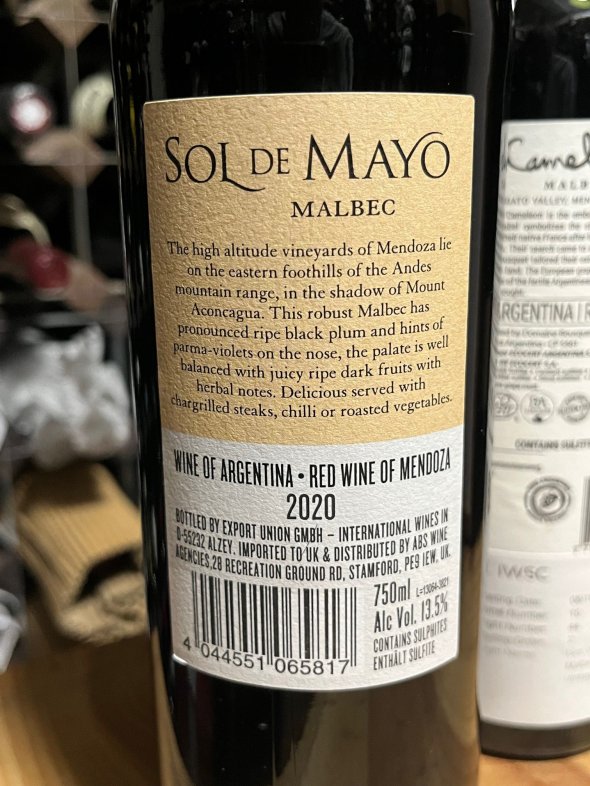 SOL DE MAYO
MALBEC
The high altitude vineyards of Mendoza lie
on the eastern foothills of the Andes
mountain range, in the shadow of Mount
Aconcagua. This robust Malbec has
pronounced ripe black plum and hints of
parma-violets on the nose, the palate is well
balanced with juicy ripe dark fruits with
herbal notes. Delicious served with
chargrilled steaks, chilli or roasted vegetables.
WINE OF ARGENTINA • RED WINE OF MENDOZA
2020
BOTTLED BY EXPORT UNION GMBH – INTERNATIONAL WINES IN
D-55232 ALZEY. IMPORTED TO UK & DISTRIBUTED BY ABS WINE
AGENCIES,28 RECREATION GROUND RD, STAMFORD, PE9 1EW, UK.
750ml L=13064-3021
Alc Vol. 13.5%
CONTAINS SULPHITES
ENTHÄLT SULFITE
4 044551 065817
Camel
MALB
ARGENTINA | R
CONTAINS SULFIT
IWSC